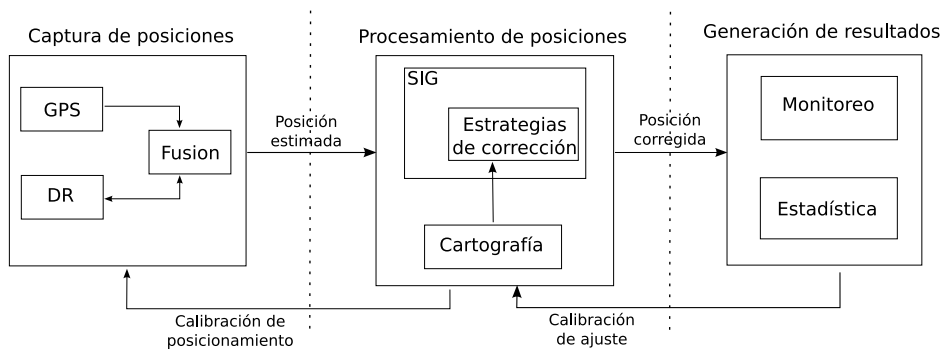 Captura de posiciones
GPS
Fusion
DR
Posición
estimada
Procesamiento de posiciones
SIG
Estrategias
de corrección
Cartografía
Posición
corregida
Generación de resultados
Monitoreo
Estadística
Calibración de
posicionamiento
Calibración
de ajuste